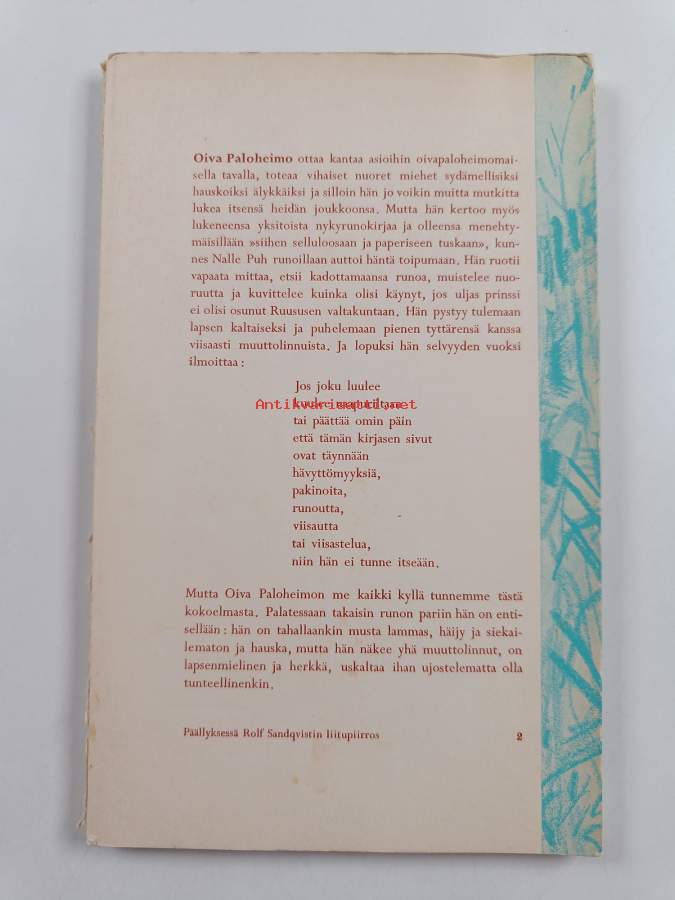 Oiva Paloheimo ottaa kantaa asioihin oivapaloheimomai-
sella tavalla, toteaa vihaiset nuoret miehet sydämellisiksi
hauskoiksi älykkäiksi ja silloin hän jo voikin muitta mutkitta
lukea itsensä heidän joukkoonsa. Mutta hän kertoo myös
lukeneensa yksitoista nykyrunokirjaa ja olleensa menehty-
mäisillään »siihen selluloosaan ja paperiseen tuskaan», kun-
nes Nalle Puh runoillaan auttoi häntä toipumaan. Hän ruotii
vapaata mittaa, etsii kadottamaansa runoa, muistelee nuo-
ruutta ja kuvittelee kuinka olisi käynyt, jos uljas prinssi
ei olisi osunut Ruususen valtakuntaan. Hän pystyy tulemaan
lapsen kaltaiseksi ja puhelemaan pienen tyttärensä kanssa
viisaasti muuttolinnuista. Ja lopuksi hän selvyyden vuoksi
ilmoittaa:
Jos joku luulee
kuulee naapuriltaan
Antikvariaatti.net
tai päättää omin päin
että tämän kirjasen sivut
ovat täynnään
hävyttömyyksiä,
pakinoita,
runoutta,
viisautta
tai viisastelua,
niin hän ei tunne itseään.
Mutta Oiva Paloheimon me kaikki kyllä tunnemme tästä
kokoelmasta. Palatessaan takaisin runon pariin hän on enti-
sellään: hän on tahallaankin musta lammas, häijy ja siekai-
lematon ja hauska, mutta hän näkee yhä muuttolinnut, on
lapsenmielinen ja herkkä, uskaltaa ihan ujostelematta olla
tunteellinenkin.
Päällyksessä Rolf Sandqvistin liitupiirros 2